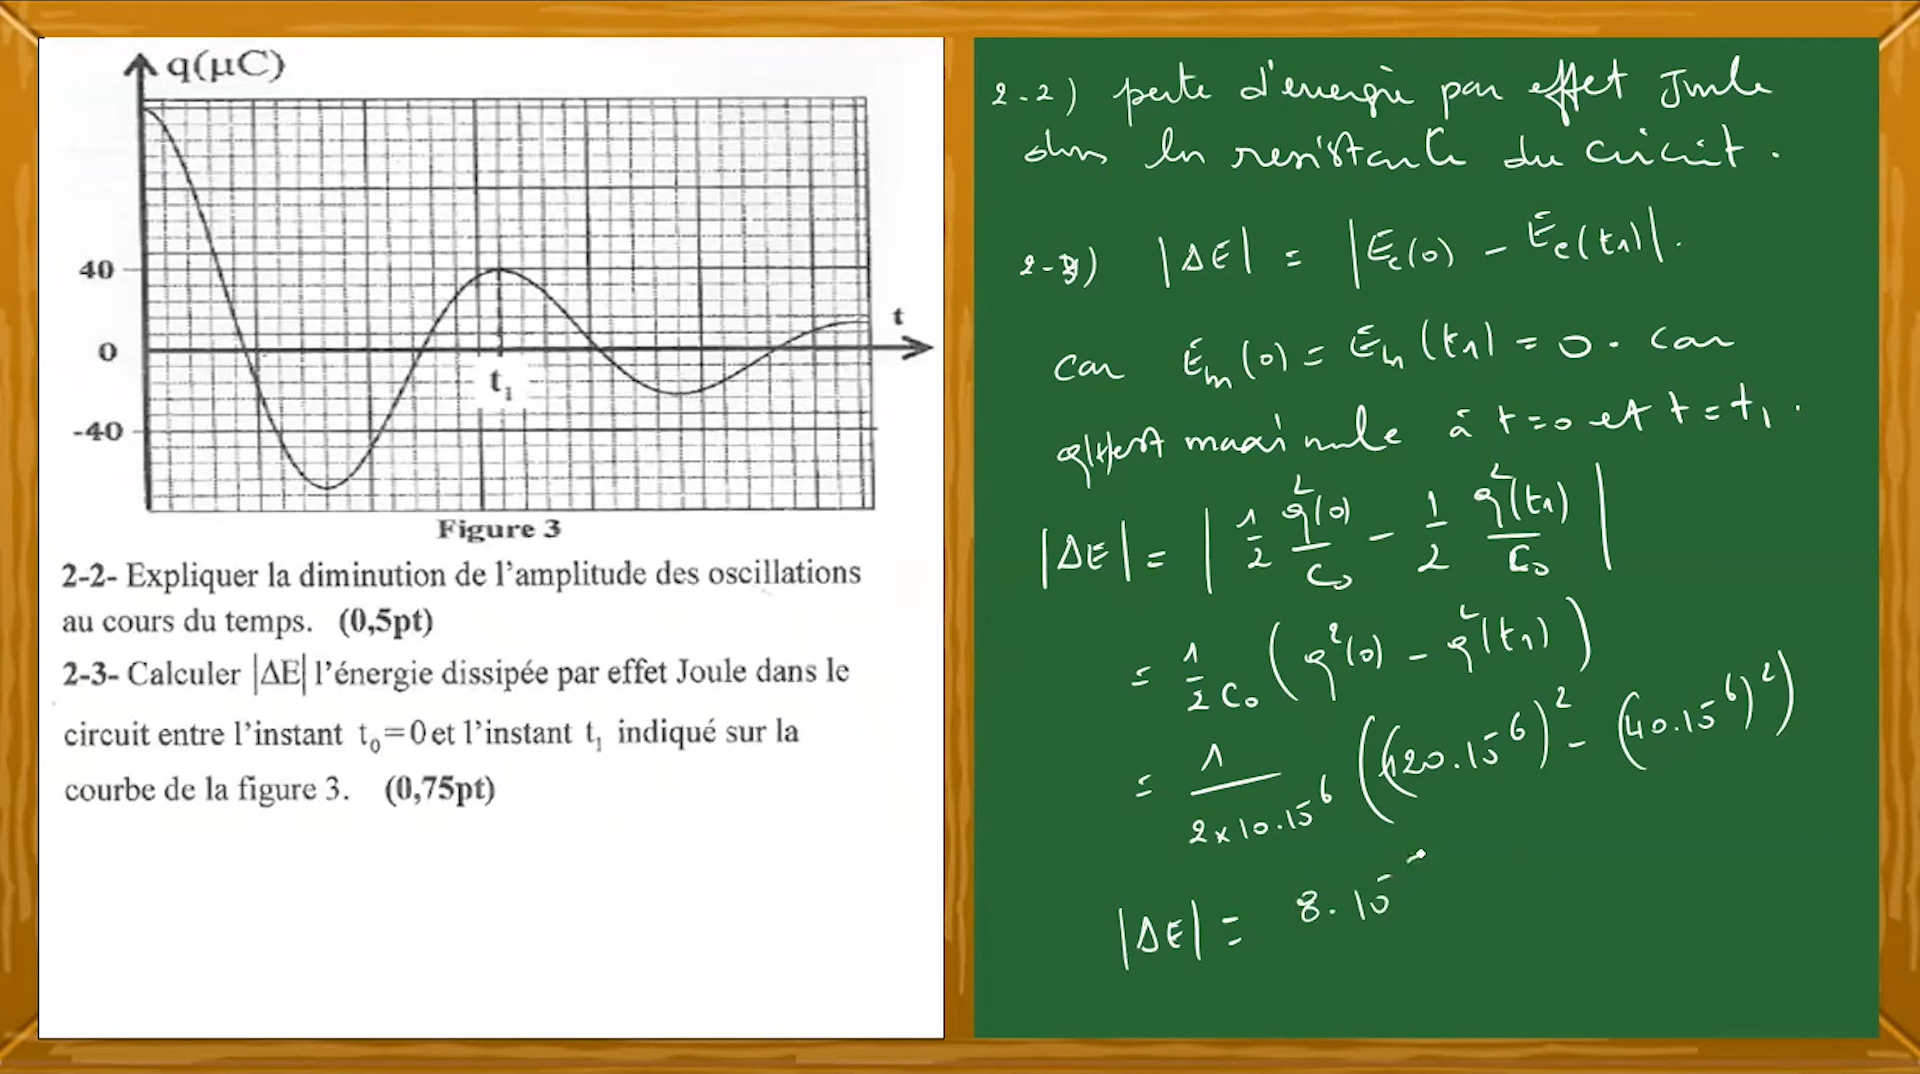 q(µC)
40
0
-40
t
t₁
Figure 3
2-2- Expliquer la diminution de l'amplitude des oscillations
au cours du temps. (0,5pt)
2-3- Calculer |ΔE| l'énergie dissipée par effet Joule dans le
circuit entre l'instant t₀=0 et l'instant t₁ indiqué sur la
courbe de la figure 3. (0,75pt)
2-2) perte d'énergie par effet Joule
dans la resistance du circuit.
2-3) |ΔE| = |Ee(0) - Ee(t1)|.
car Em(0) = Em(t1) = 0. car
q(t) est maximale à t=0 et t=t1.
|ΔE| = | 1/2 q²(0)/C₀ - 1/2 q²(t1)/C₀ |
= 1/2C₀ (q²(0) - q²(t1))
= 1/2×10.10⁻⁶ ((120.10⁻⁶)² - (40.10⁻⁶)²)
|ΔE| = 8.10⁻